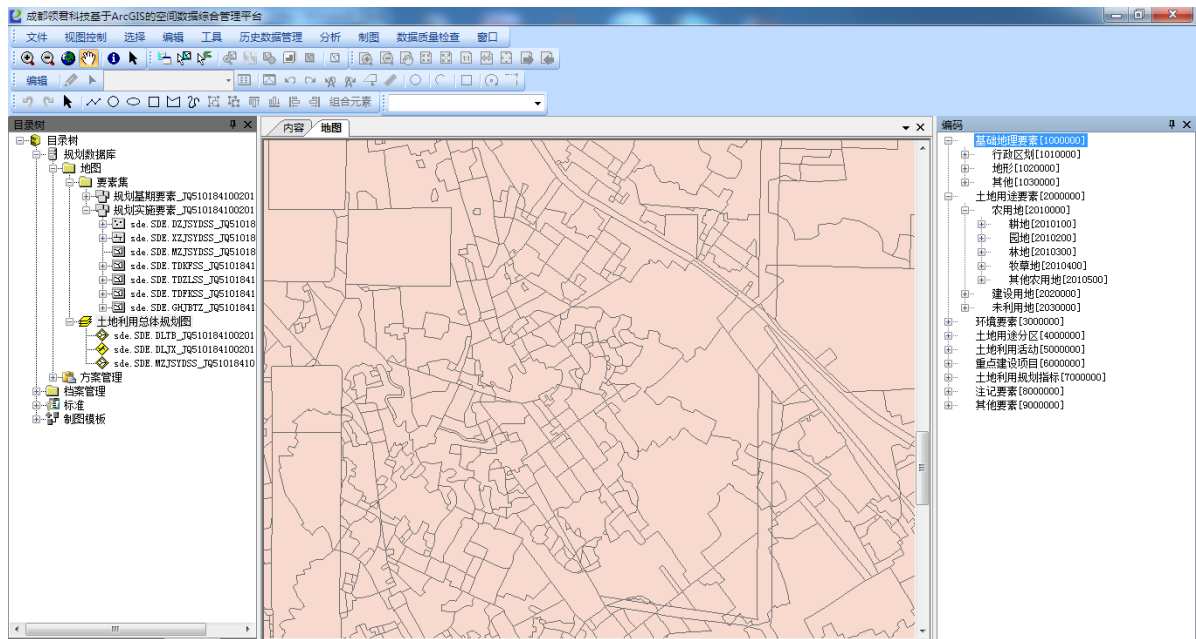 成都领君科技基于ArcGIS的空间数据综合管理平台
文件 视图控制 选择 编辑 工具 历史数据管理 分析 制图 数据质量检查 窗口
编辑
组合元素
目录树
目录树
规划数据库
地图
要素集
规划基期要素_JQ510184100201
规划实施要素_JQ510184100201
sde.SDE.DZJSYDSS_JQ51018
sde.SDE.XZJSYDSS_JQ51018
sde.SDE.MZJSYDSS_JQ51018
sde.SDE.TDKFSS_JQ5101841
sde.SDE.TDZLSS_JQ5101841
sde.SDE.TDFKSS_JQ5101841
sde.SDE.GHJBTZ_JQ5101841
土地利用总体规划图
sde.SDE.DLTB_JQ510184100201
sde.SDE.DLJX_JQ510184100201
sde.SDE.MZJSYDSS_JQ51018410
方案管理
档案管理
标准
制图模板
内容 地图
编码
基础地理要素[1000000]
行政区划[1010000]
地形[1020000]
其他[1030000]
土地用途要素[2000000]
农用地[2010000]
耕地[2010100]
园地[2010200]
林地[2010300]
牧草地[2010400]
其他农用地[2010500]
建设用地[2020000]
未利用地[2030000]
环境要素[3000000]
土地用途分区[4000000]
土地利用活动[5000000]
重点建设项目[6000000]
土地利用规划指标[7000000]
注记要素[8000000]
其他要素[9000000]